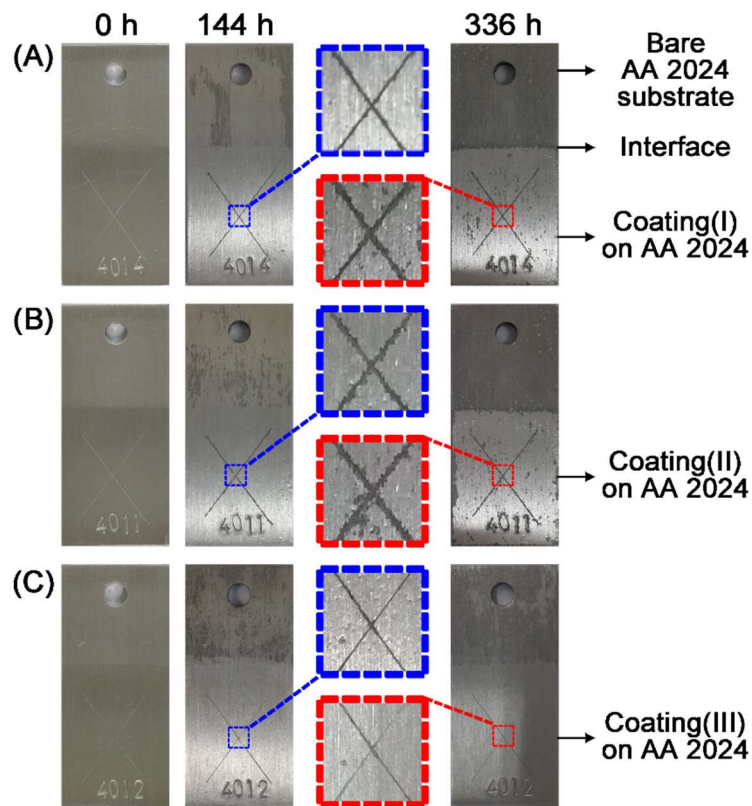 0 h 144 h 336 h
(A)
Bare
AA 2024
substrate
Interface
Coating(I)
on AA 2024
4014 4014 4014
(B)
Coating(II)
on AA 2024
4011 4011 4011
(C)
Coating(III)
on AA 2024
4012 4012 4012